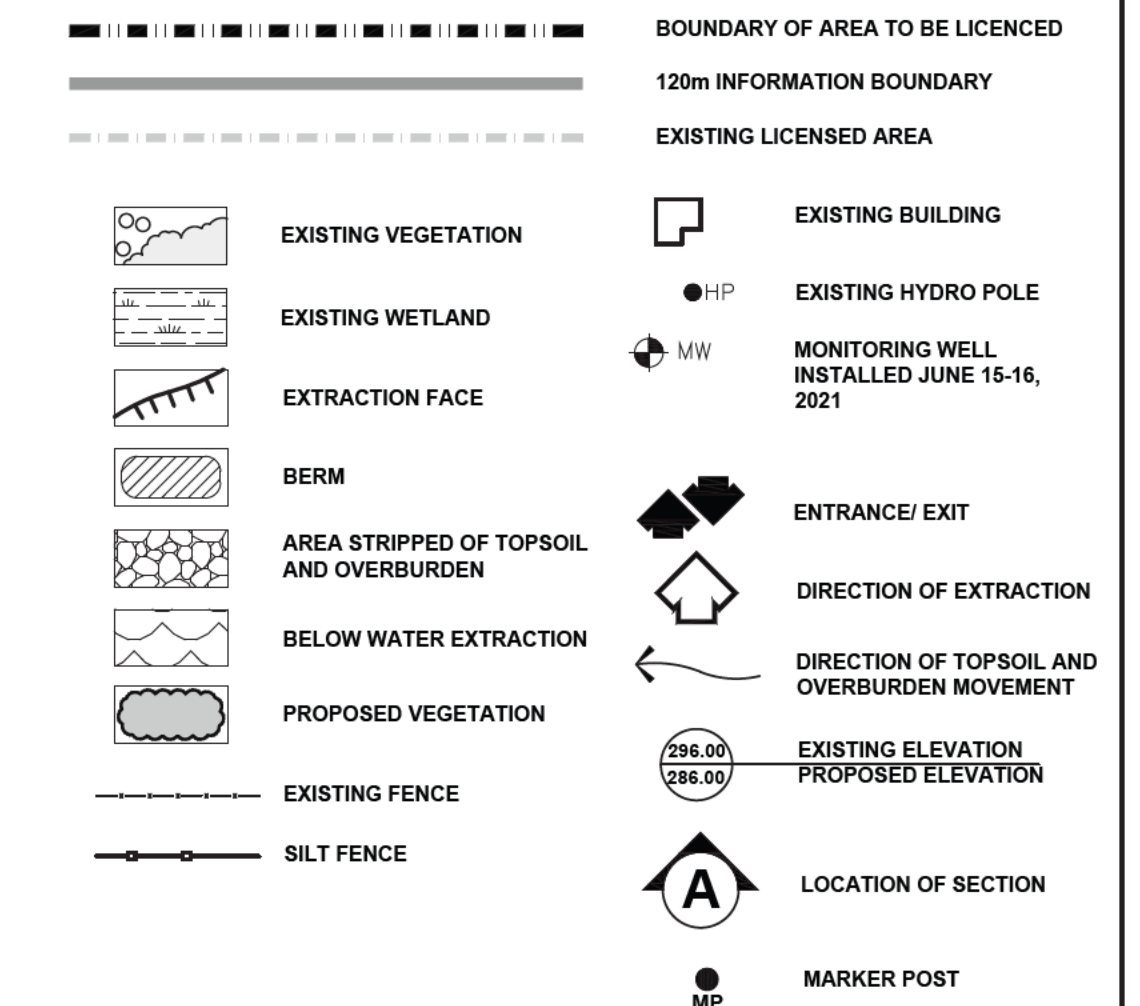 BOUNDARY OF AREA TO BE LICENCED
120m INFORMATION BOUNDARY
EXISTING LICENSED AREA
EXISTING VEGETATION
EXISTING WETLAND
EXTRACTION FACE
BERM
AREA STRIPPED OF TOPSOIL
AND OVERBURDEN
BELOW WATER EXTRACTION
PROPOSED VEGETATION
EXISTING FENCE
SILT FENCE
EXISTING BUILDING
HP EXISTING HYDRO POLE
MW MONITORING WELL
INSTALLED JUNE 15-16,
2021
ENTRANCE/ EXIT
DIRECTION OF EXTRACTION
DIRECTION OF TOPSOIL AND
OVERBURDEN MOVEMENT
296.00 EXISTING ELEVATION
286.00 PROPOSED ELEVATION
A LOCATION OF SECTION
MARKER POST
MP